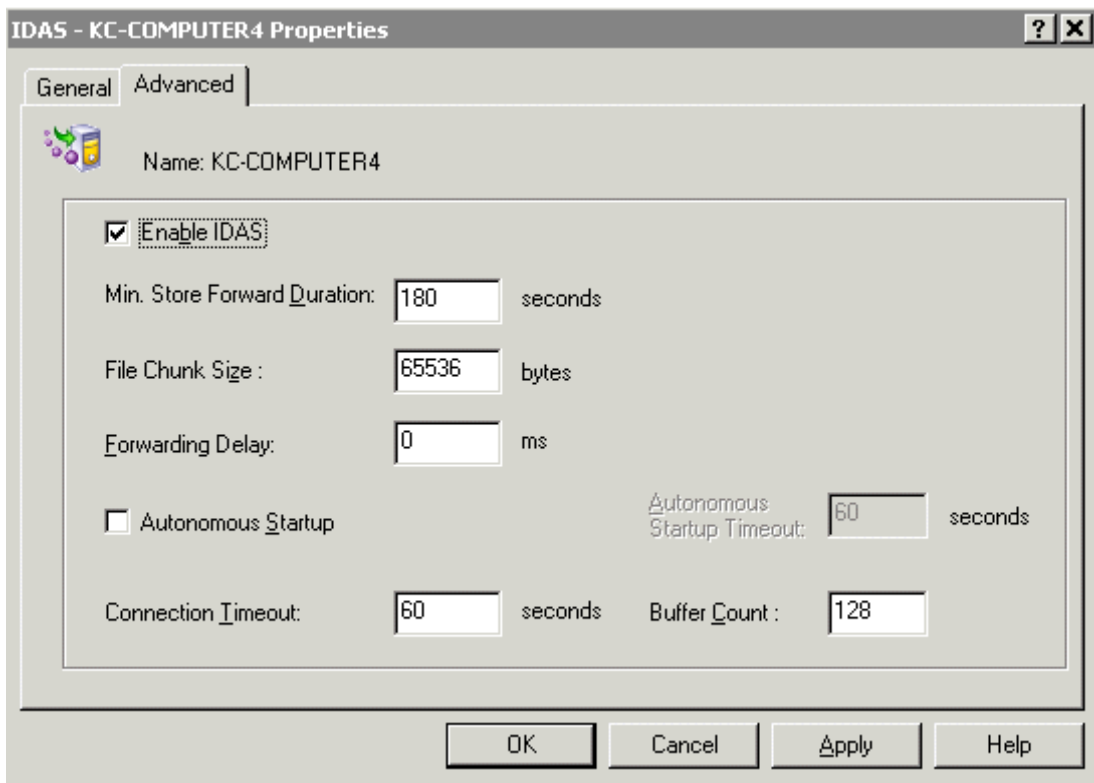 IDAS - KC-COMPUTER4 Properties
General Advanced
Name: KC-COMPUTER4
Enable IDAS
Min. Store Forward Duration: 180 seconds
File Chunk Size : 65536 bytes
Forwarding Delay: 0 ms
Autonomous Startup
Autonomous
Startup Timeout: 60 seconds
Connection Timeout: 60 seconds Buffer Count : 128
OK Cancel Apply Help